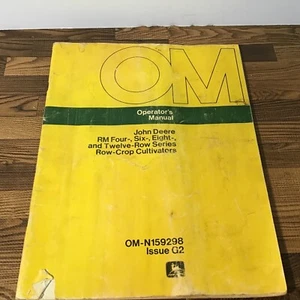 OM
Operator's
Manual
John Deere
RM Four-, Six-, Eight-,
and Twelve-Row Series
Row-Crop Cultivators
OM-N159298
Issue G2